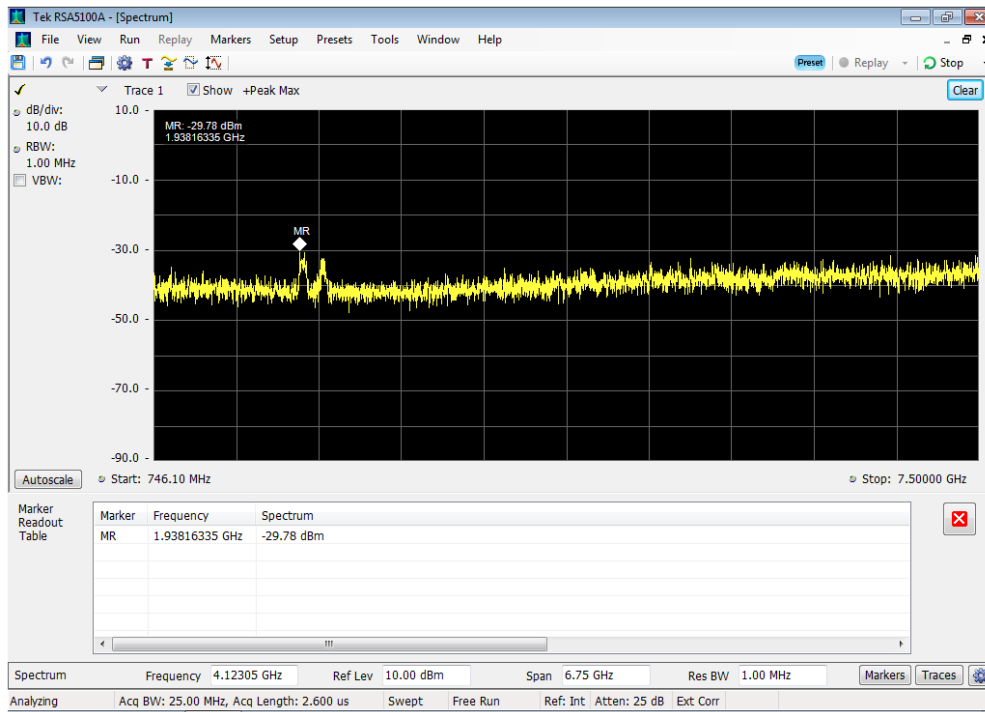 Tek RSA5100A - [Spectrum]
File View Run Replay Markers Setup Presets Tools Window Help
T Preset Replay Stop
Trace 1 Show +Peak Max Clear
dB/div:
10.0 dB
RBW:
1.00 MHz
VBW:
10.0 -
MR: -29.78 dBm
1.93816335 GHz
-10.0 -
MR
-30.0 -
-50.0 -
-70.0 -
-90.0 -
Autoscale Start: 746.10 MHz Stop: 7.50000 GHz
Marker
Readout
Table
Marker Frequency Spectrum
MR 1.93816335 GHz -29.78 dBm
Spectrum Frequency 4.12305 GHz Ref Lev 10.00 dBm Span 6.75 GHz Res BW 1.00 MHz Markers Traces
Analyzing Acq BW: 25.00 MHz, Acq Length: 2.600 us Swept Free Run Ref: Int Atten: 25 dB Ext Corr